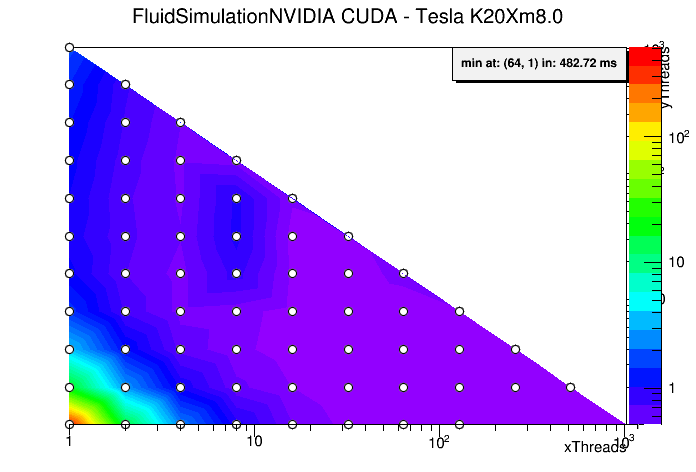 FluidSimulationNVIDIA CUDA - Tesla K20Xm8.0
min at: (64, 1) in: 482.72 ms
10³
yThreads
10²
10
1
1
10
10²
10³
xThreads